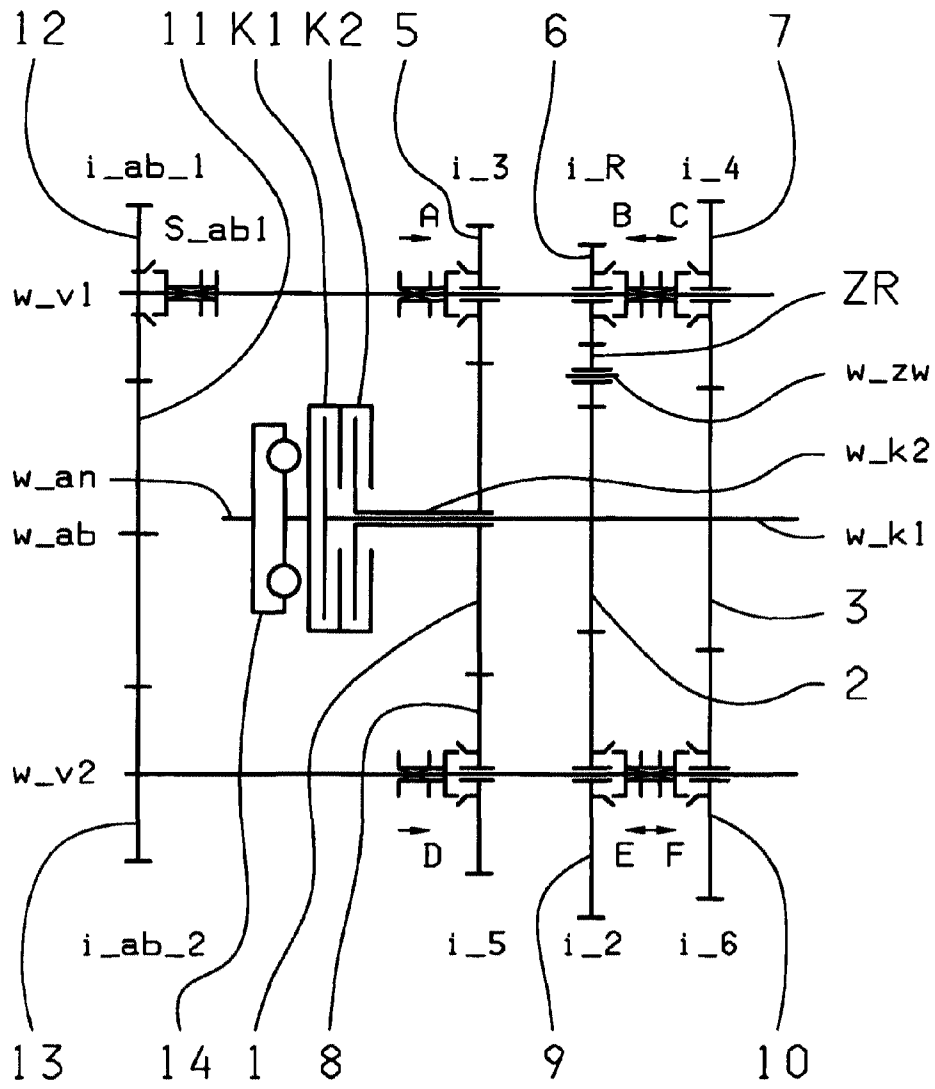 12 11 K1 K2 5 6 7
i_ab_1 i_3 i_R i_4
S_ab1 A B C
w_v1 ZR
w_zw
w_an w_k2
w_ab w_k1
3
2
w_v2
D E F
i_ab_2 i_5 i_2 i_6
13 14 1 8 9 10